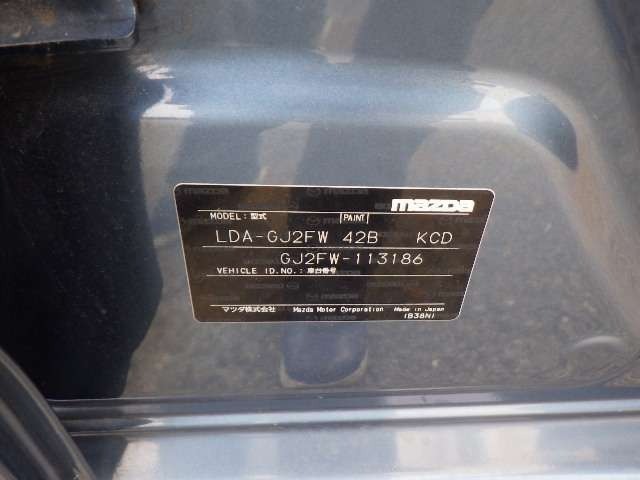 mazda
MODEL: 型式 PAINT
LDA-GJ2FW 42B KCD
GJ2FW-113186
VEHICLE ID.NO.: 車台番号
マツダ株式会社 Mazda Motor Corporation Made in Japan
(B38N)